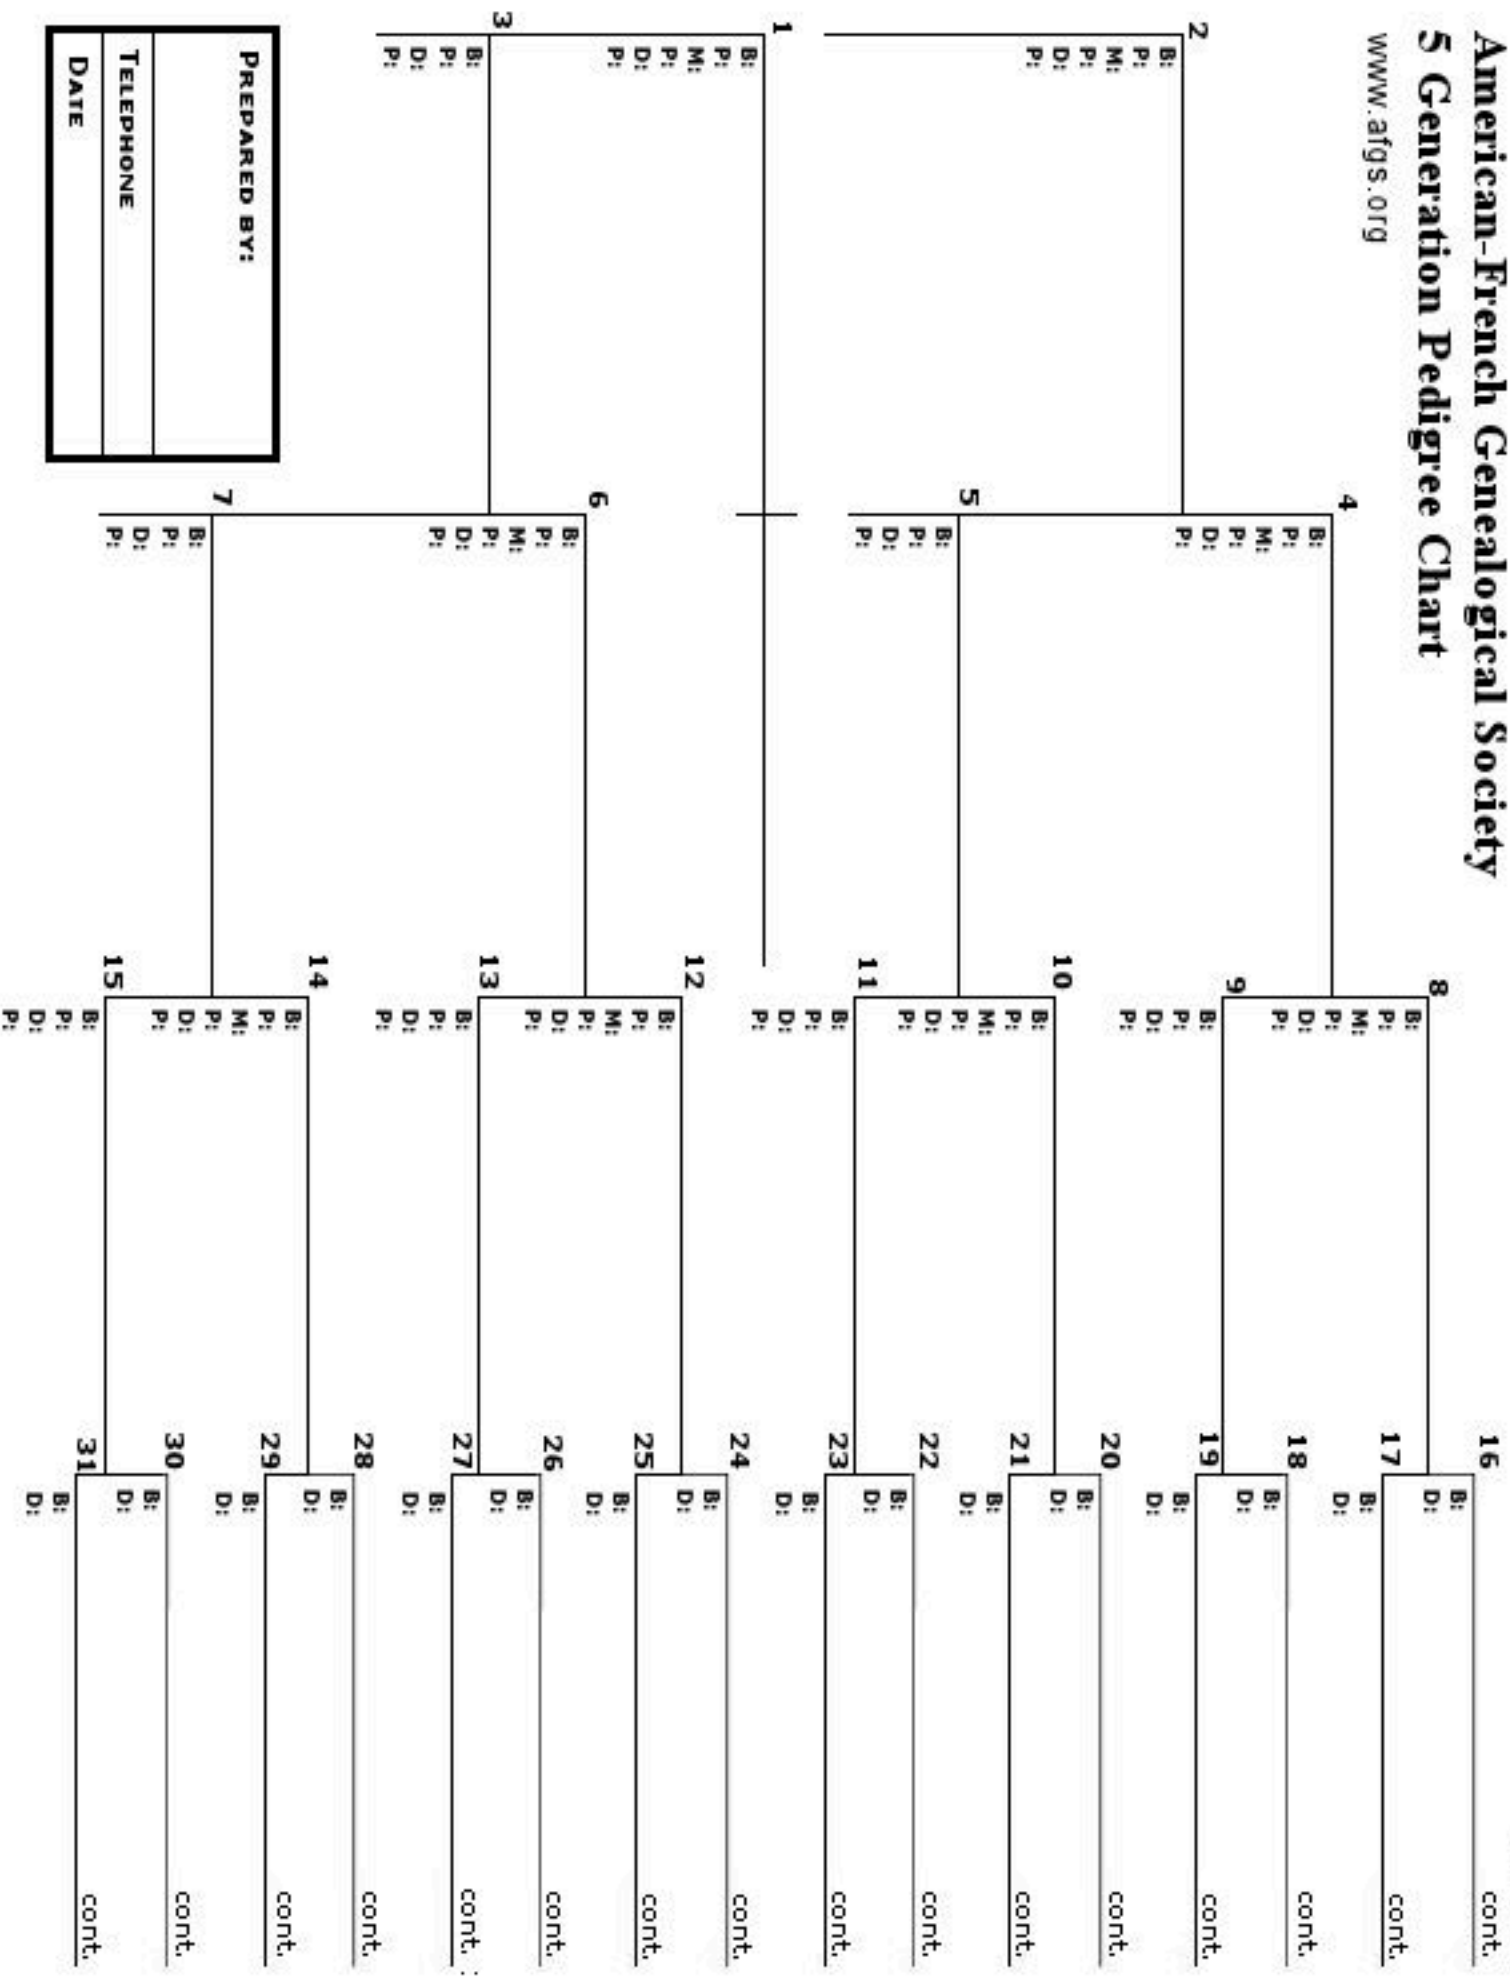 American-French Genealogical Society
5 Generation Pedigree Chart
www.afgs.org
2
B:
P:
M:
P:
D:
P:
1
B:
P:
M:
P:
D:
P:
3
B:
P:
D:
P:
PREPARED BY:
TELEPHONE
DATE
4
B:
P:
M:
P:
D:
P:
5
B:
P:
D:
P:
6
B:
P:
M:
P:
D:
P:
7
B:
P:
D:
P:
8
B:
P:
M:
P:
D:
P:
9
B:
P:
D:
P:
10
B:
P:
M:
P:
D:
P:
11
B:
P:
D:
P:
12
B:
P:
M:
P:
D:
P:
13
B:
P:
D:
P:
14
B:
P:
M:
P:
D:
P:
15
B:
P:
D:
P:
16 cont.
B:
D:
17 cont.
B:
D:
18 cont.
B:
D:
19 cont.
B:
D:
20 cont.
B:
D:
21 cont.
B:
D:
22 cont.
B:
D:
23 cont.
B:
D:
24 cont.
B:
D:
25 cont.
B:
D:
26 cont.
B:
D:
27 cont.
B:
D:
28 cont.
B:
D:
29 cont.
B:
D:
30 cont.
B:
D:
31 cont.
B:
D: